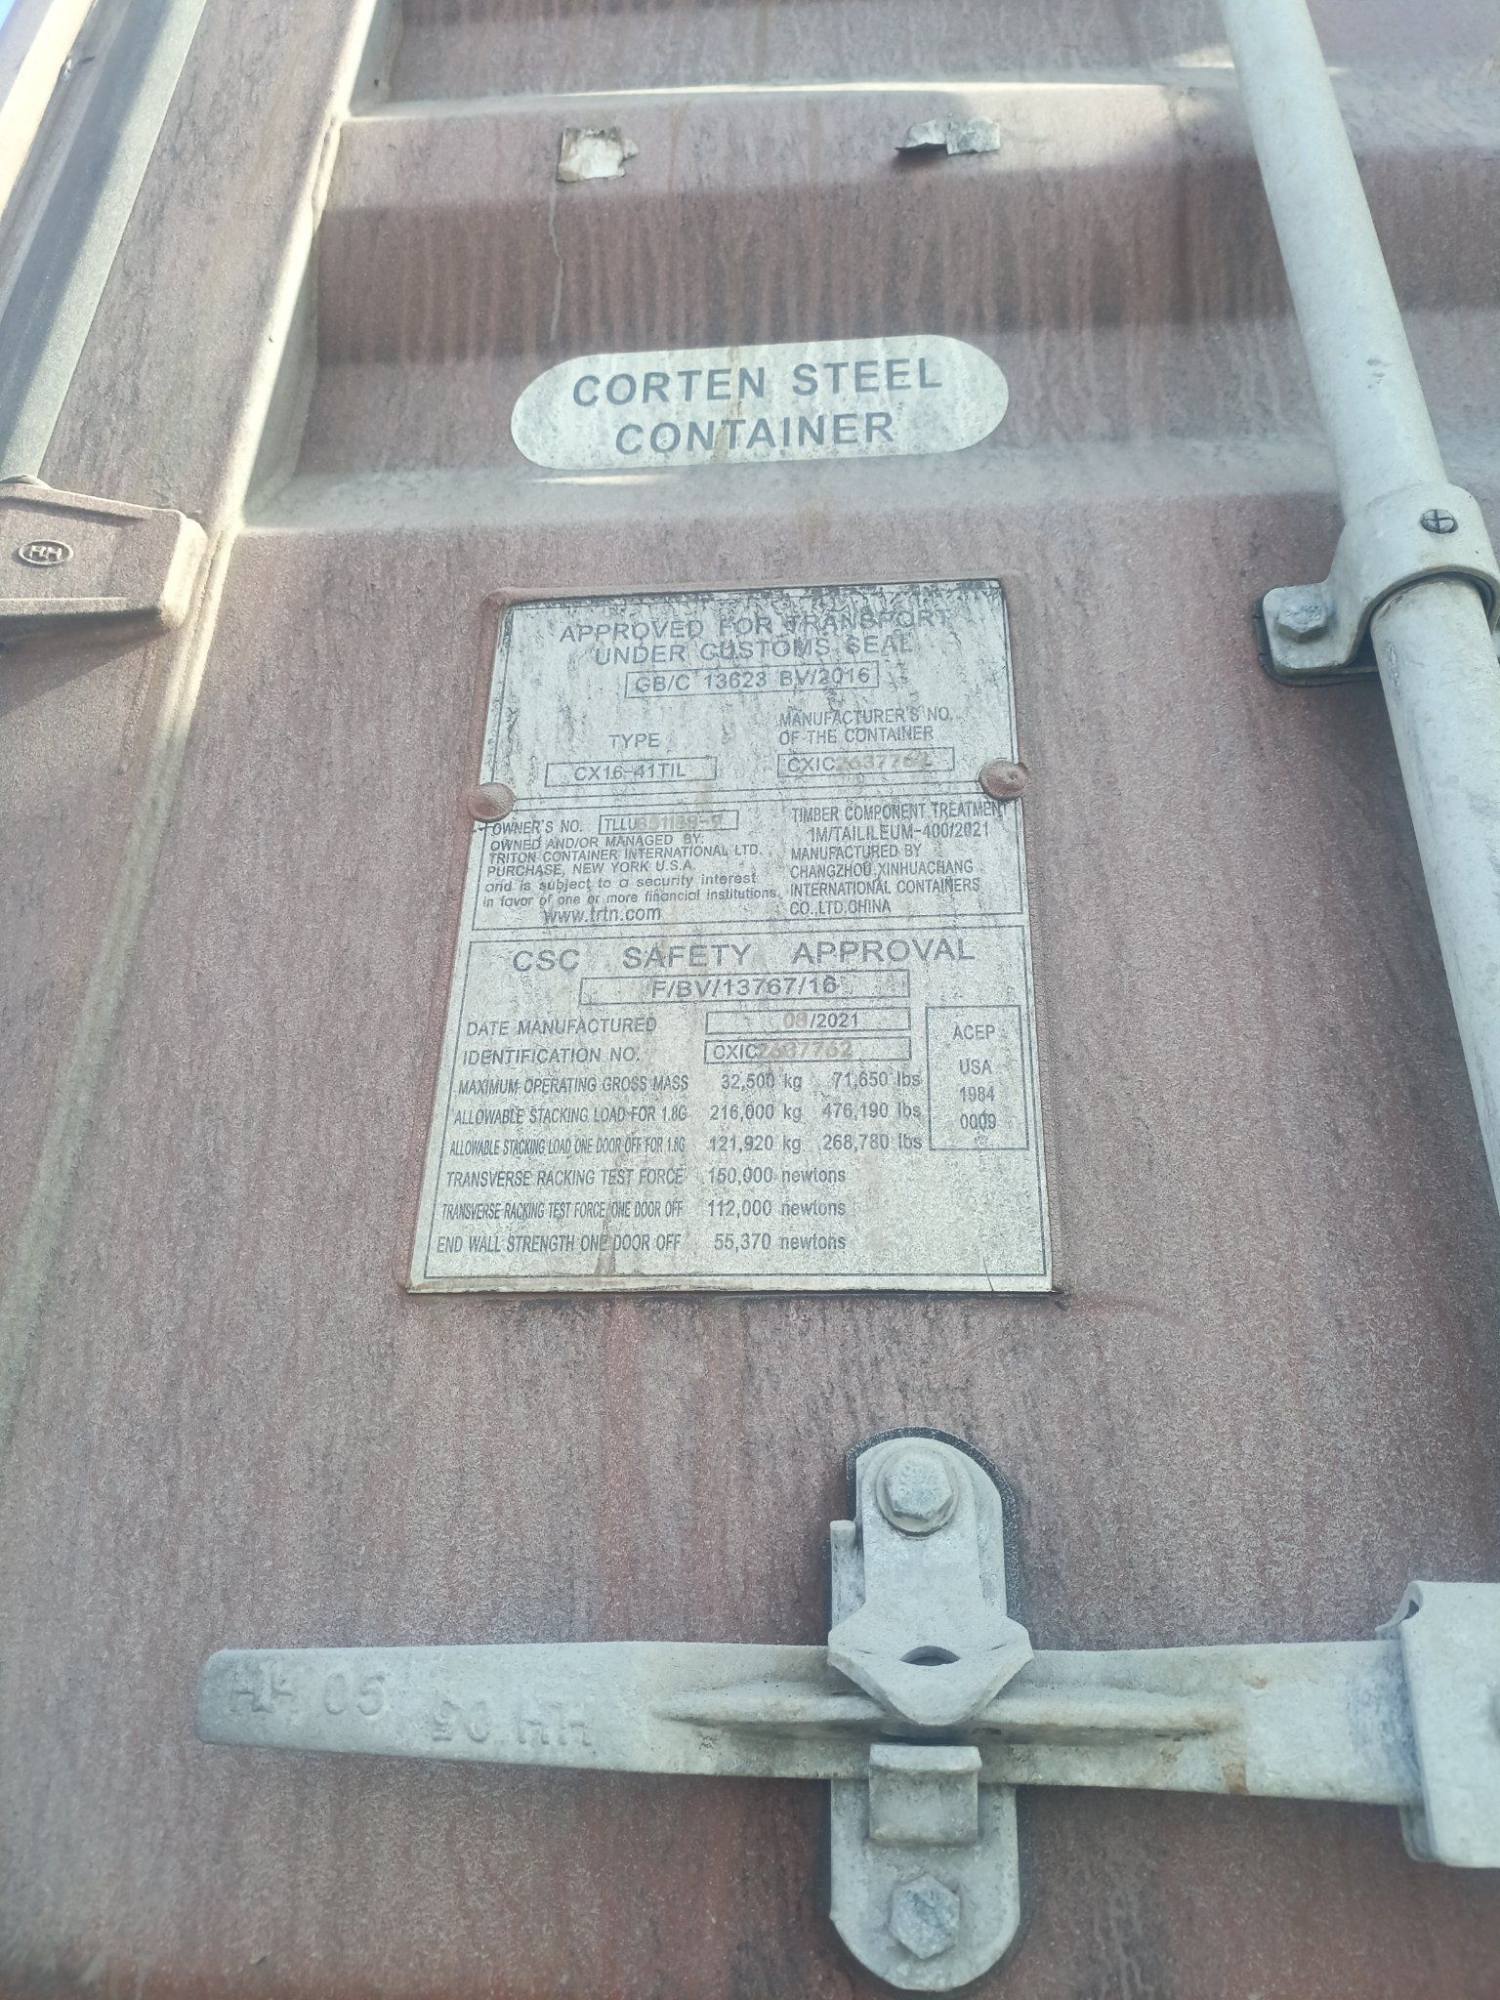 CORTEN STEEL
CONTAINER
HH
APPROVED FOR TRANSPORT
UNDER CUSTOMS SEAL
GB/C 13623 BV/2016
TYPE
CX16-41TIL
MANUFACTURER'S NO.
OF THE CONTAINER
OWNER'S NO.
OWNED AND/OR MANAGED BY
TRITON CONTAINER INTERNATIONAL LTD.
PURCHASE, NEW YORK U.S.A.
and is subject to a security interest
in favor of one or more financial institutions.
www.trtn.com
TIMBER COMPONENT TREATMENT
1M/TAILILEUM-400/2021
MANUFACTURED BY
CHANGZHOU XINHUACHANG
INTERNATIONAL CONTAINERS
CO.,LTD.CHINA
CSC SAFETY APPROVAL
F/BV/13767/16
DATE MANUFACTURED /2021
IDENTIFICATION NO. CXIC2637762
MAXIMUM OPERATING GROSS MASS 32,500 kg 71,650 lbs
ALLOWABLE STACKING LOAD FOR 1.8G 216,000 kg 476,190 lbs
ALLOWABLE STACKING LOAD ONE DOOR OFF FOR 1.8G 121,920 kg 268,780 lbs
TRANSVERSE RACKING TEST FORCE 150,000 newtons
TRANSVERSE RACKING TEST FORCE ONE DOOR OFF 112,000 newtons
END WALL STRENGTH ONE DOOR OFF 55,370 newtons
ACEP
USA
1984
0009
HH 05
HH 05